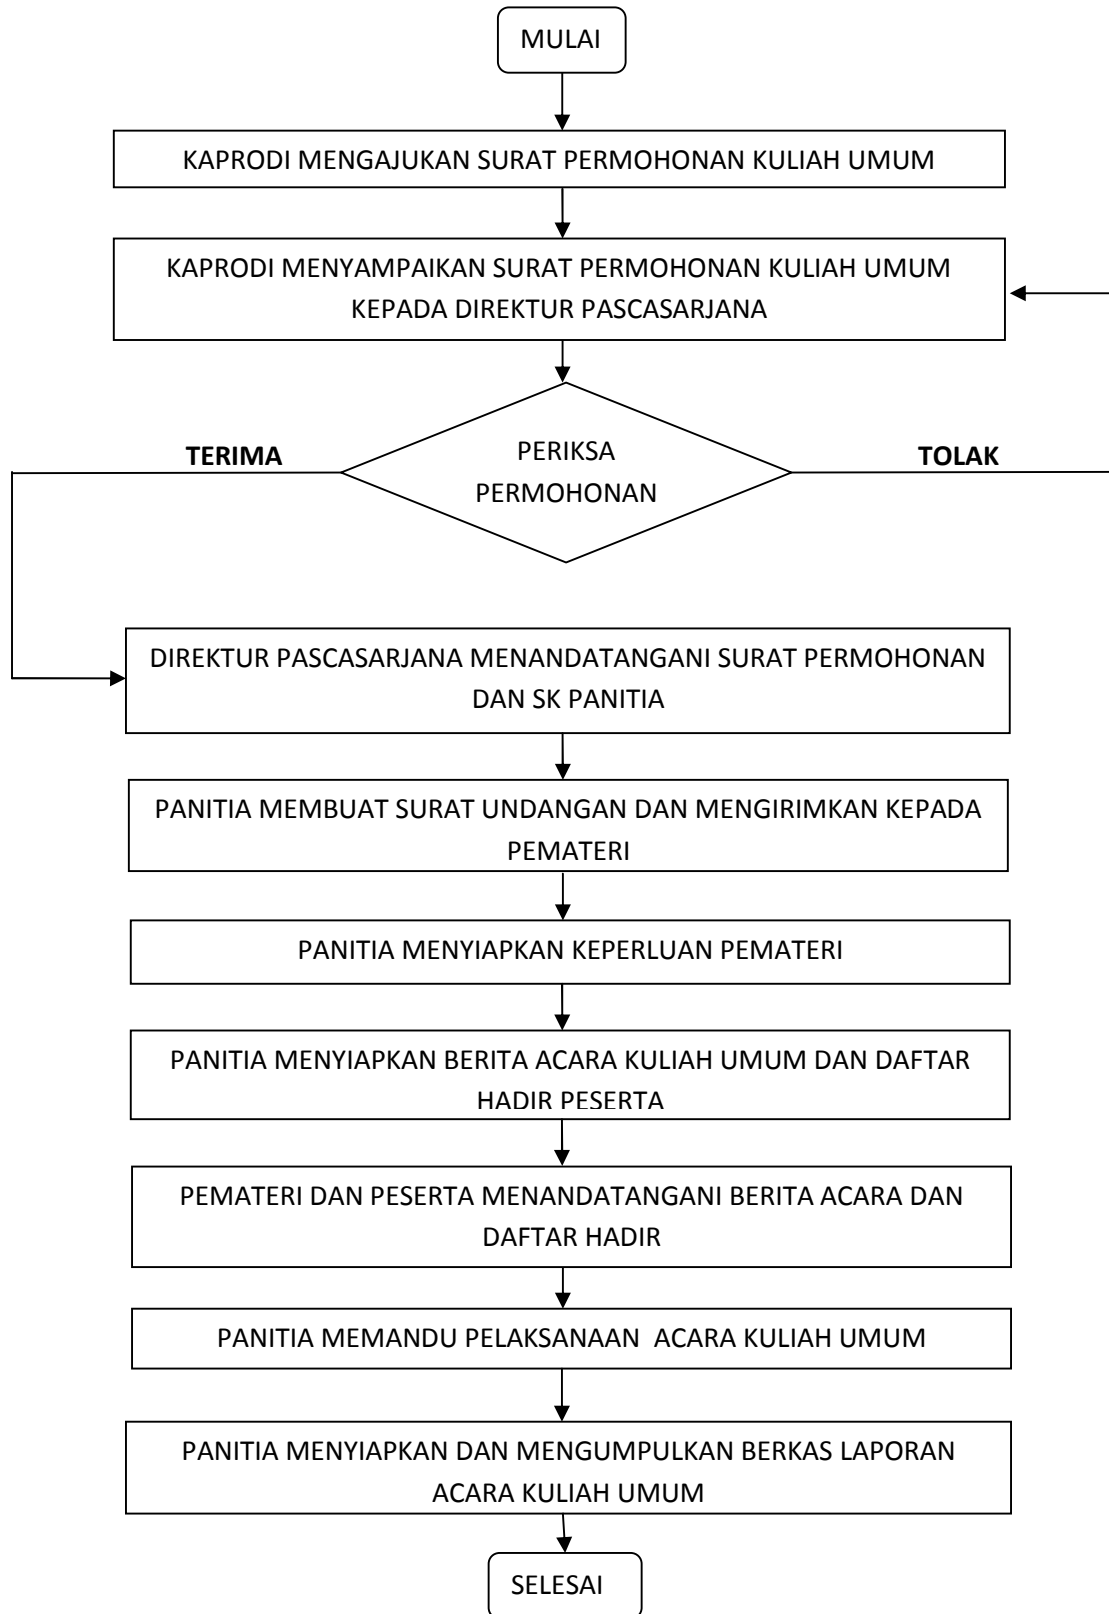 MULAI
KAPRODI MENGAJUKAN SURAT PERMOHONAN KULIAH UMUM
KAPRODI MENYAMPAIKAN SURAT PERMOHONAN KULIAH UMUM
KEPADA DIREKTUR PASCASARJANA
TERIMA
PERIKSA
PERMOHONAN
TOLAK
DIREKTUR PASCASARJANA MENANDATANGANI SURAT PERMOHONAN
DAN SK PANITIA
PANITIA MEMBUAT SURAT UNDANGAN DAN MENGIRIMKAN KEPADA
PEMATERI
PANITIA MENYIAPKAN KEPERLUAN PEMATERI
PANITIA MENYIAPKAN BERITA ACARA KULIAH UMUM DAN DAFTAR
HADIR PESERTA
PEMATERI DAN PESERTA MENANDATANGANI BERITA ACARA DAN
DAFTAR HADIR
PANITIA MEMANDU PELAKSANAAN  ACARA KULIAH UMUM
PANITIA MENYIAPKAN DAN MENGUMPULKAN BERKAS LAPORAN
ACARA KULIAH UMUM
SELESAI